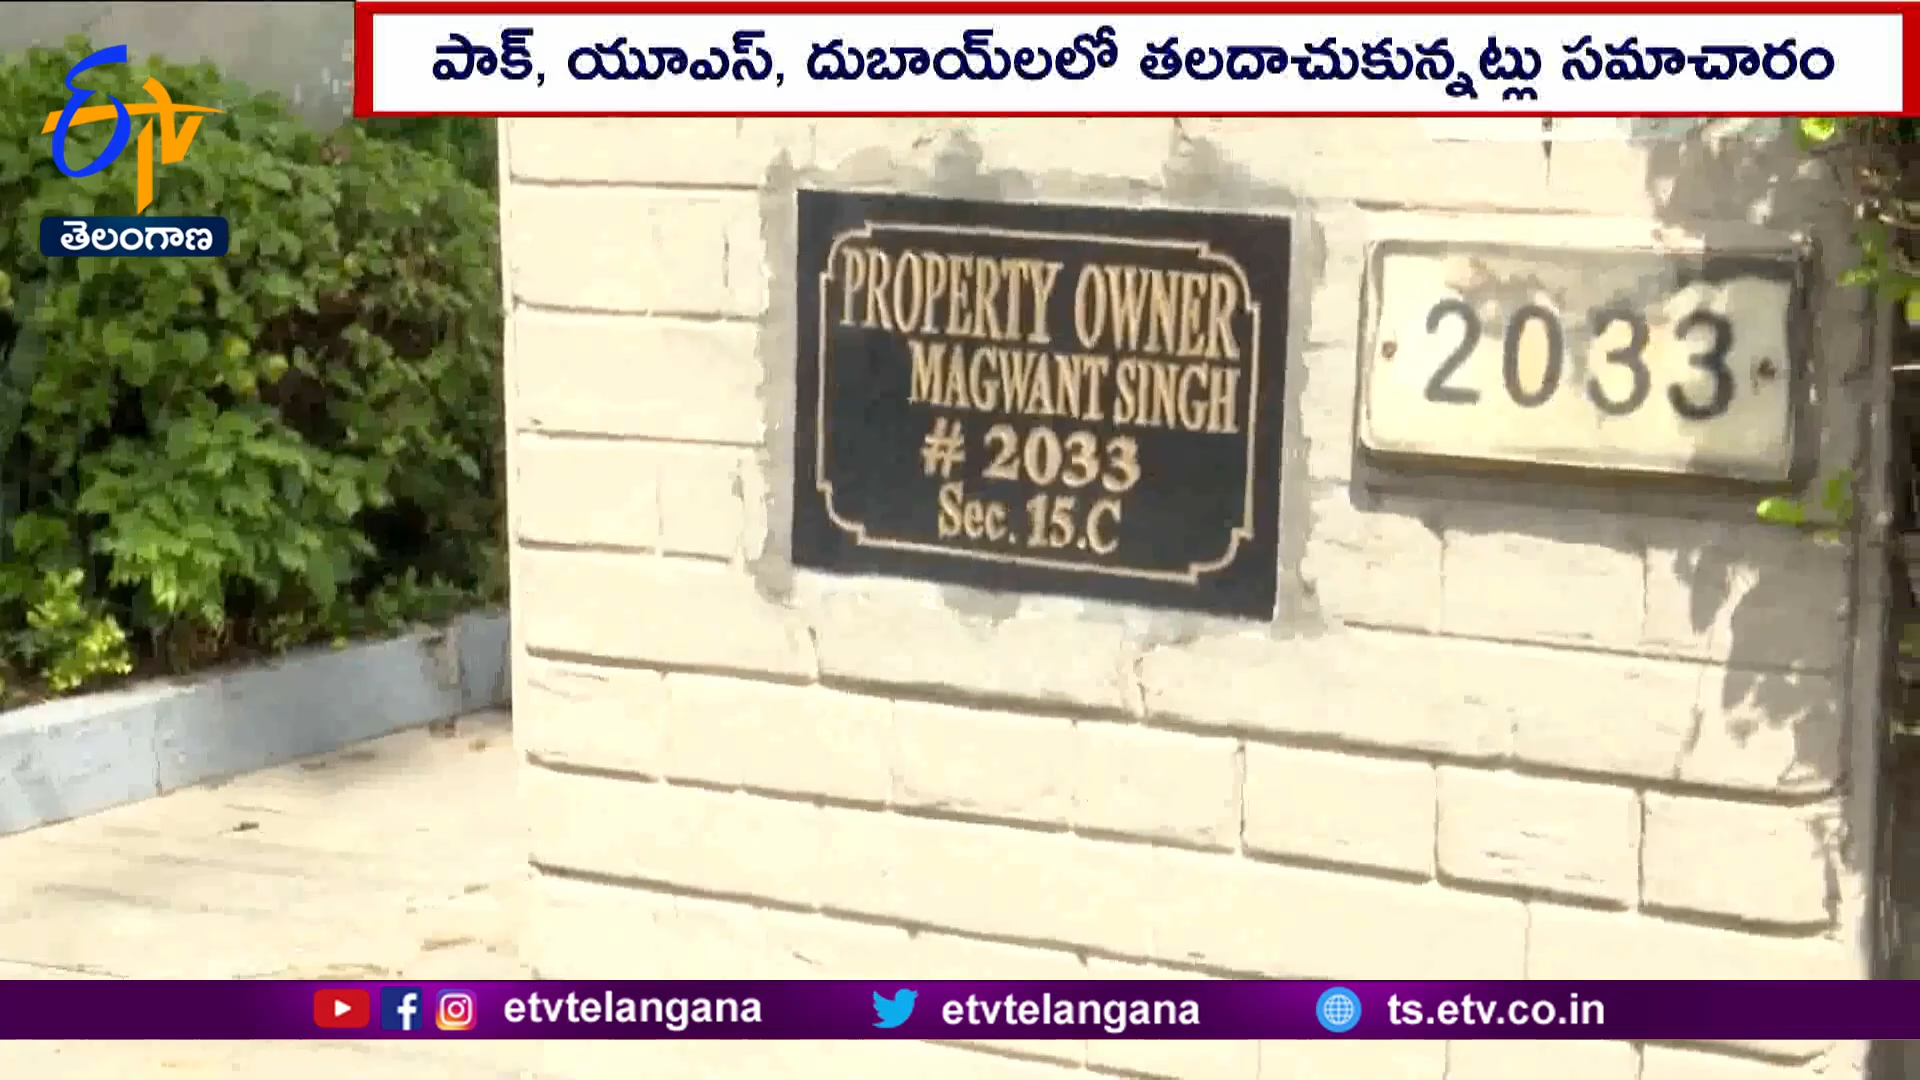 పాక్, యూఎస్, దుబాయ్‌లలో తలదాచుకున్నట్లు సమాచారం
ETV
తెలంగాణ
PROPERTY OWNER
MAGWANT SINGH
# 2033
Sec. 15.C
2033
etvtelangana
etvtelangana
ts.etv.co.in